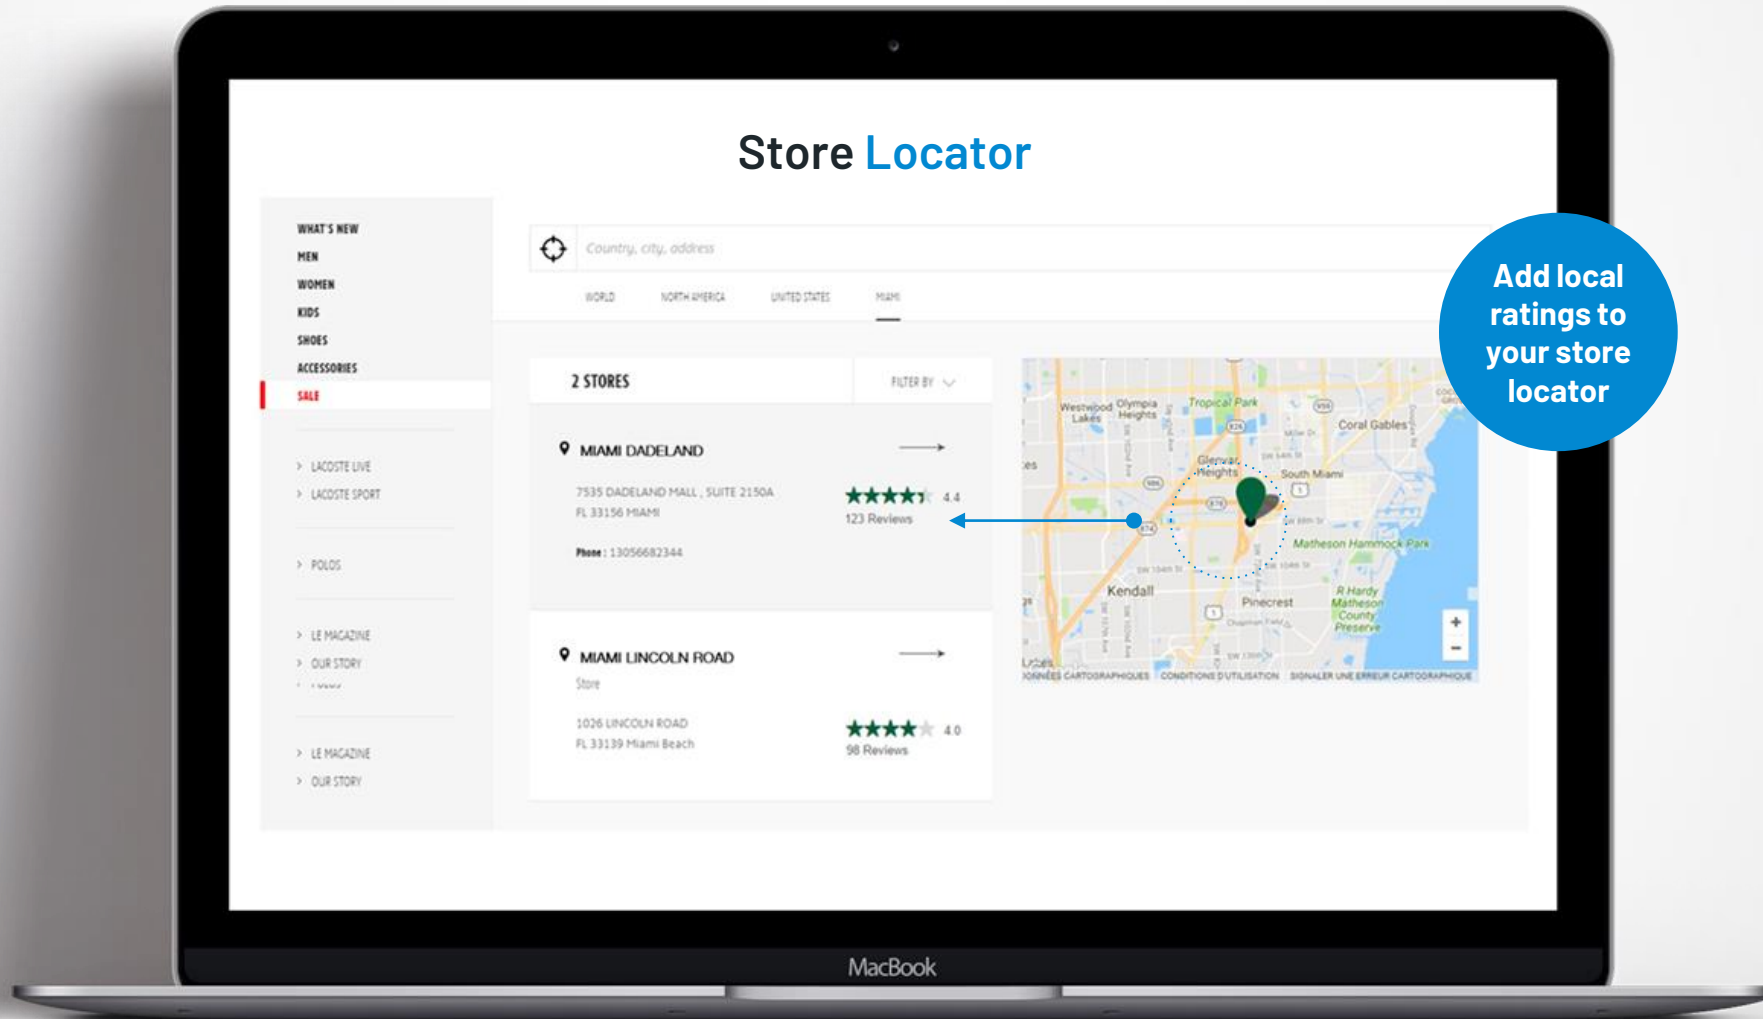 Store Locator
WHAT'S NEW
MEN
WOMEN
KIDS
SHOES
ACCESSORIES
SALE
> LACOSTE LIVE
> LACOSTE SPORT
> POLOS
> LE MAGAZINE
> OUR STORY
> LE MAGAZINE
> OUR STORY
Country, city, address
WORLD NORTH AMERICA UNITED STATES MIAMI
2 STORES FILTER BY
MIAMI DADELAND
7535 DADELAND MALL , SUITE 2150A
FL 33156 MIAMI
Phone : 13056682344
4.4
123 Reviews
MIAMI LINCOLN ROAD
Store
1026 LINCOLN ROAD
FL 33139 Miami Beach
4.0
98 Reviews
Add local
ratings to
your store
locator
Westwood
Lakes
Olympia
Heights
Tropical Park
Coral Gables
Glenvar
Heights
South Miami
Matheson Hammock Park
Kendall
Pinecrest
R Hardy
Matheson
County
Preserve
+
−
CARTOGRAPHIQUES CONDITIONS D'UTILISATION SIGNALER UNE ERREUR CARTOGRAPHIQUE
MacBook